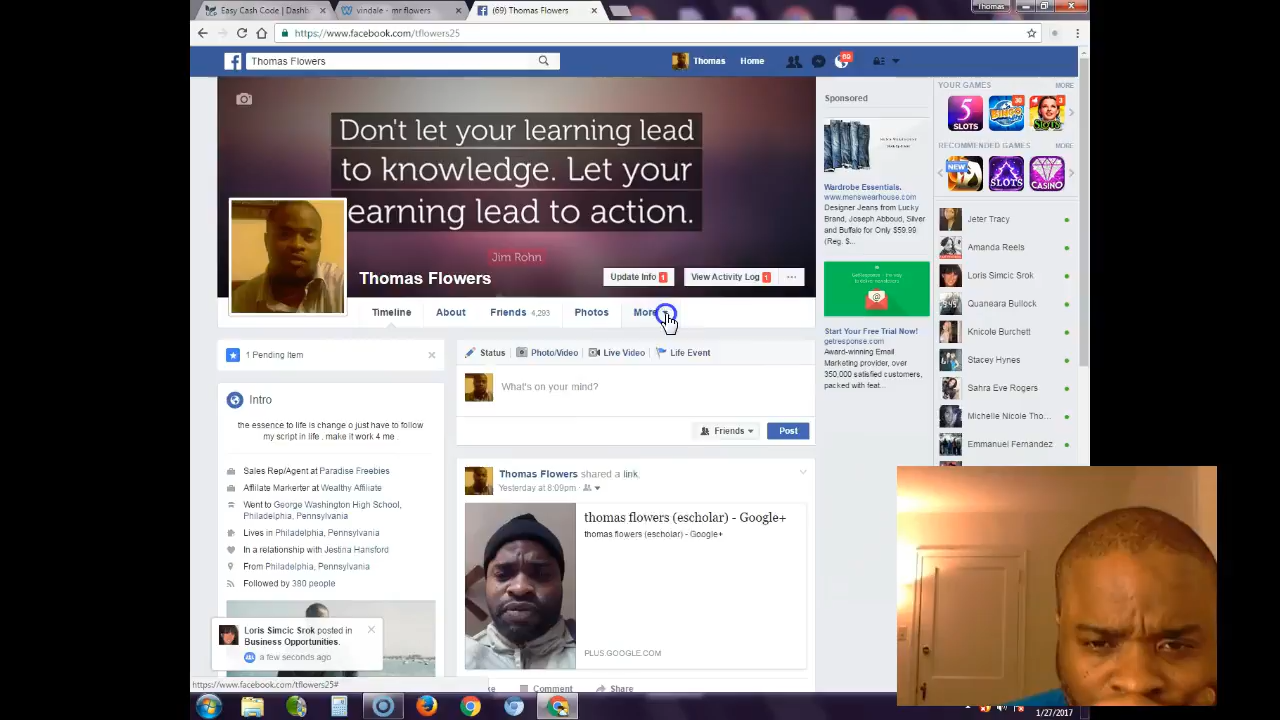 Easy Cash Code | Dashb
vindale - mr flowers
(69) Thomas Flowers
Thomas
https://www.facebook.com/tflowers25
Thomas Flowers
Thomas
Home
Don't let your learning lead
to knowledge. Let your
learning lead to action.
Jim Rohn
Thomas Flowers
Update Info 1
View Activity Log 1
...
Timeline
About
Friends 4,293
Photos
More
1 Pending Item
Intro
the essence to life is change o just have to follow
my script in life . make it work 4 me .
Sales Rep/Agent at Paradise Freebies
Affilate Markerter at Wealthy Affiliate
Went to George Washington High School,
Philadelphia, Pennsylvania
Lives in Philadelphia, Pennsylvania
In a relationship with Jestina Hansford
From Philadelphia, Pennsylvania
Followed by 380 people
Loris Simcic Srok posted in
Business Opportunities.
a few seconds ago
https://www.facebook.com/tflowers25#
Status
Photo/Video
Live Video
Life Event
What's on your mind?
Friends
Post
Thomas Flowers shared a link.
Yesterday at 8:09pm
thomas flowers (escholar) - Google+
thomas flowers (escholar) - Google+
PLUS.GOOGLE.COM
Comment
Share
Sponsored
Wardrobe Essentials.
www.menswearhouse.com
Designer Jeans from Lucky
Brand, Joseph Abboud, Silver
and Buffalo for Only $59.99
(Reg. $...
Start Your Free Trial Now!
getresponse.com
Award-winning Email
Marketing provider, over
350,000 satisfied customers,
packed with feat...
YOUR GAMES
MORE
5
SLOTS
BINGO
SLOTS
RECOMMENDED GAMES
MORE
NEW
SLOTS
CASINO
Jeter Tracy
Amanda Reels
Loris Simcic Srok
Quaneara Bullock
Knicole Burchett
Stacey Hynes
Sahra Eve Rogers
Michelle Nicole Tho...
Emmanuel Fernandez
1/27/2017